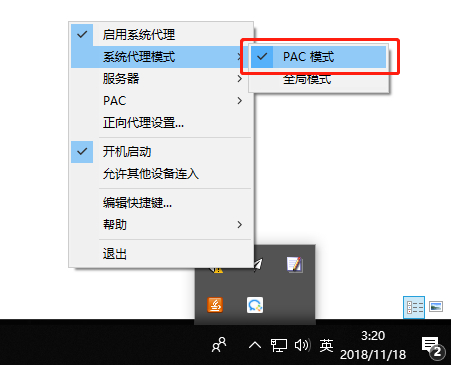 启用系统代理
系统代理模式
PAC 模式
服务器
全局模式
PAC
正向代理设置...
开机启动
允许其他设备连入
编辑快捷键...
帮助
退出
英
3:20
2018/11/18
2